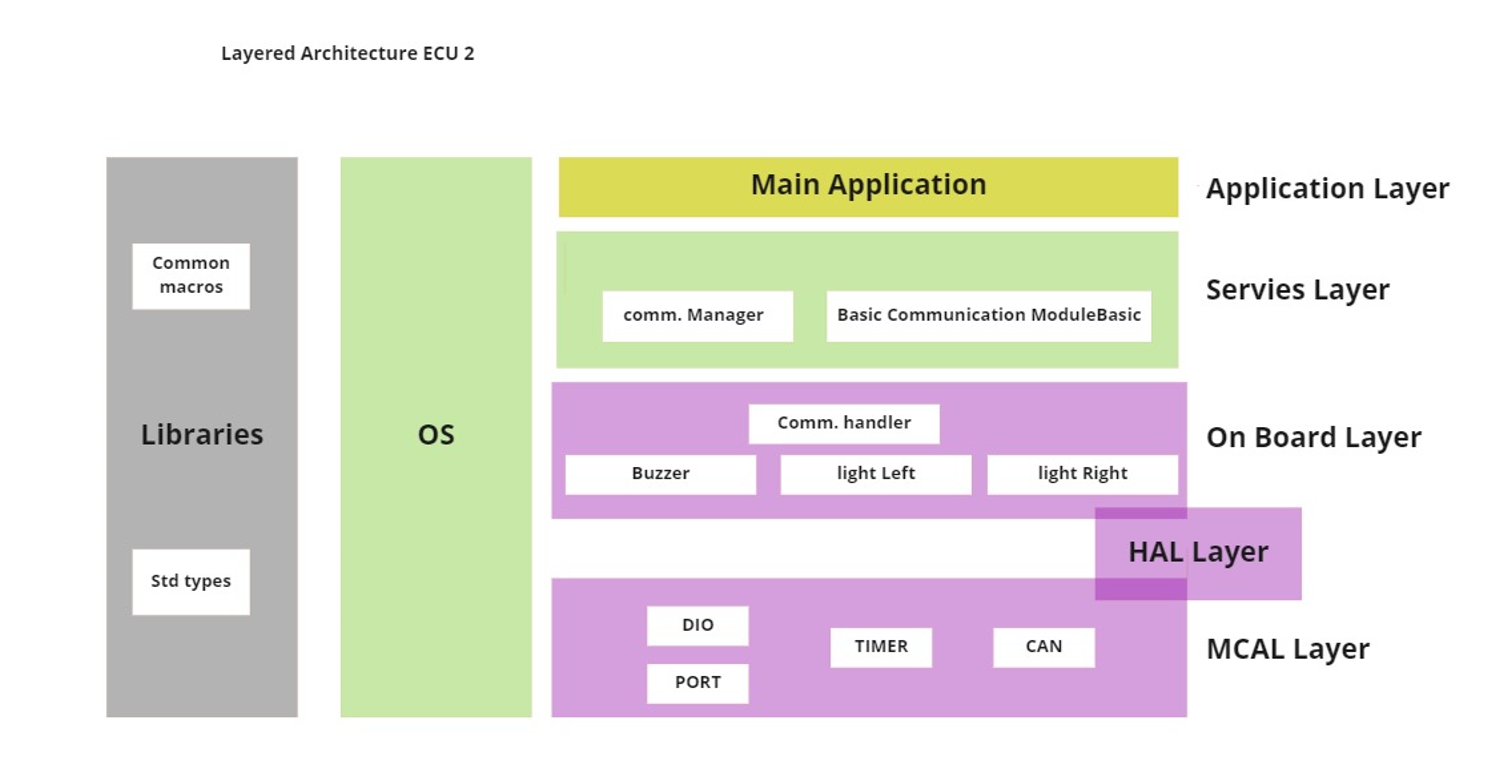 Layered Architecture ECU 2
Main Application
Application Layer
Common
macros
Servies Layer
comm. Manager
Basic Communication ModuleBasic
Libraries
OS
Comm. handler
On Board Layer
Buzzer
light Left
light Right
HAL Layer
Std types
DIO
TIMER
CAN
MCAL Layer
PORT